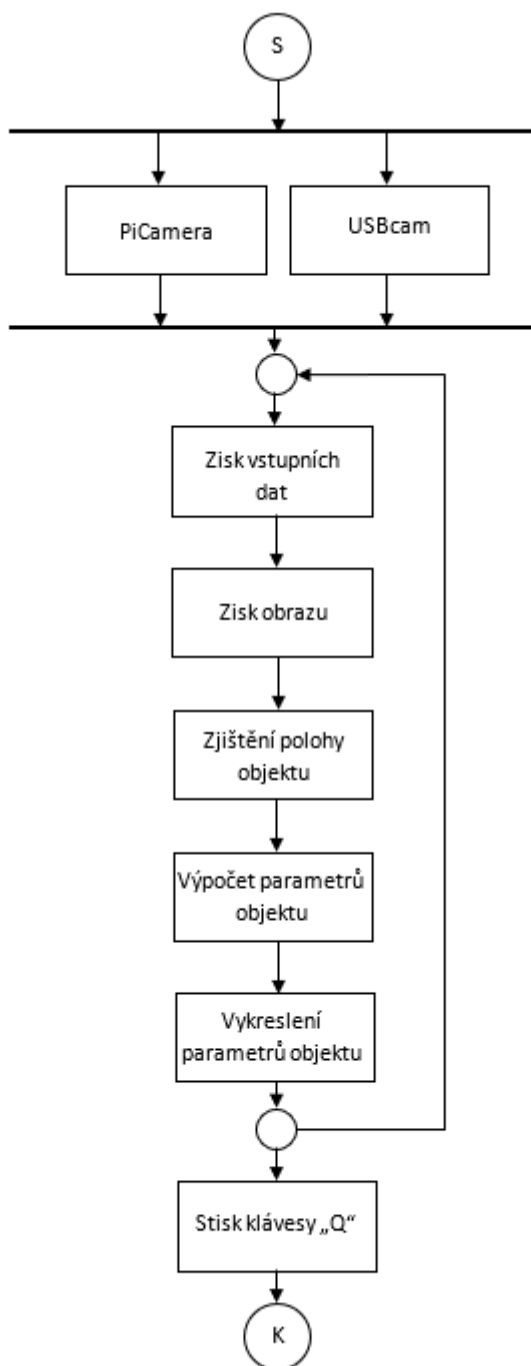 S
PiCamera
USBcam
Zisk vstupních
dat
Zisk obrazu
Zjištění polohy
objektu
Výpočet parametrů
objektu
Vykreslení
parametrů objektu
Stisk klávesy „Q“
K